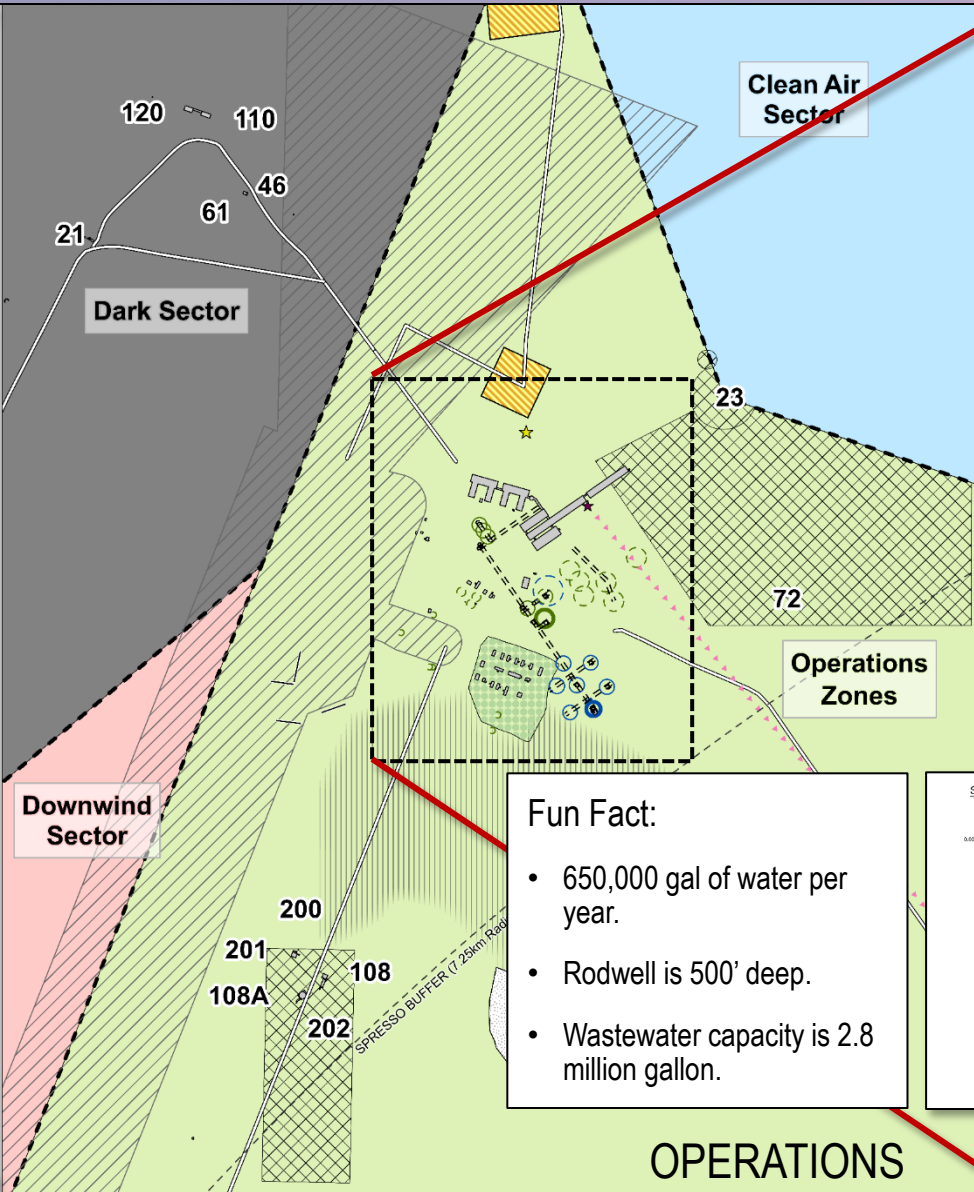 Clean Air
Sector
120
110
46
61
21
Dark Sector
23
72
Operations
Zones
Downwind
Sector
Fun Fact:
• 650,000 gal of water per
year.
• Rodwell is 500' deep.
• Wastewater capacity is 2.8
million gallon.
200
201
108
108A
202
SPRESSO BUFFER (7.25km Radi
OPERATIONS